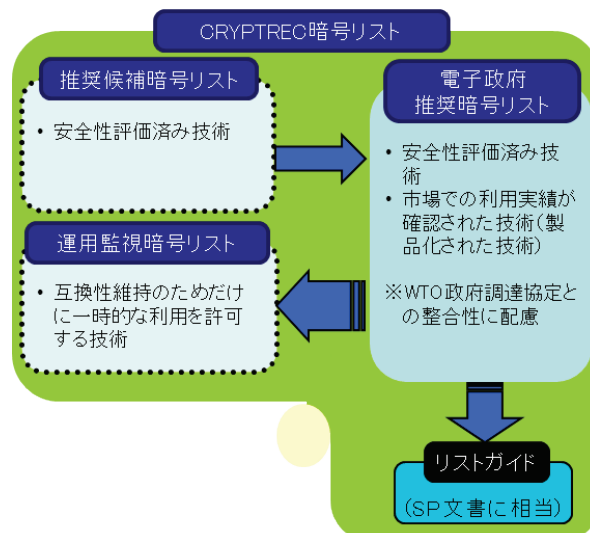 CRYPTREC暗号リスト
推奨候補暗号リスト
• 安全性評価済み技術
電子政府
推奨暗号リスト
• 安全性評価済み技
術
• 市場での利用実績が
確認された技術(製
品化された技術)
※WTO政府調達協定と
の整合性に配慮
運用監視暗号リスト
• 互換性維持のためだけ
に一時的な利用を許可
する技術
リストガイド
(SP文書に相当)